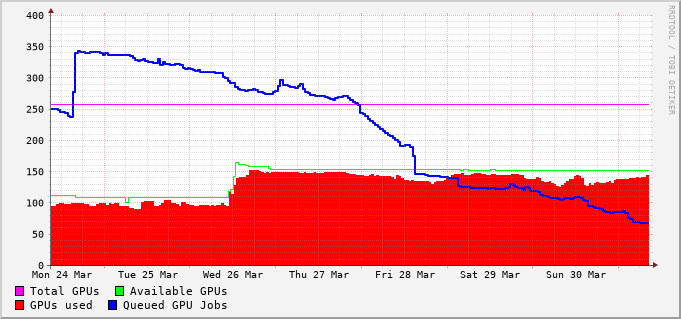 400
350
300
250
200
150
100
50
0
Mon 24 Mar Tue 25 Mar Wed 26 Mar Thu 27 Mar Fri 28 Mar Sat 29 Mar Sun 30 Mar
Total GPUs Available GPUs
GPUs used Queued GPU Jobs
RRDTOOL / TOBI OETIKER